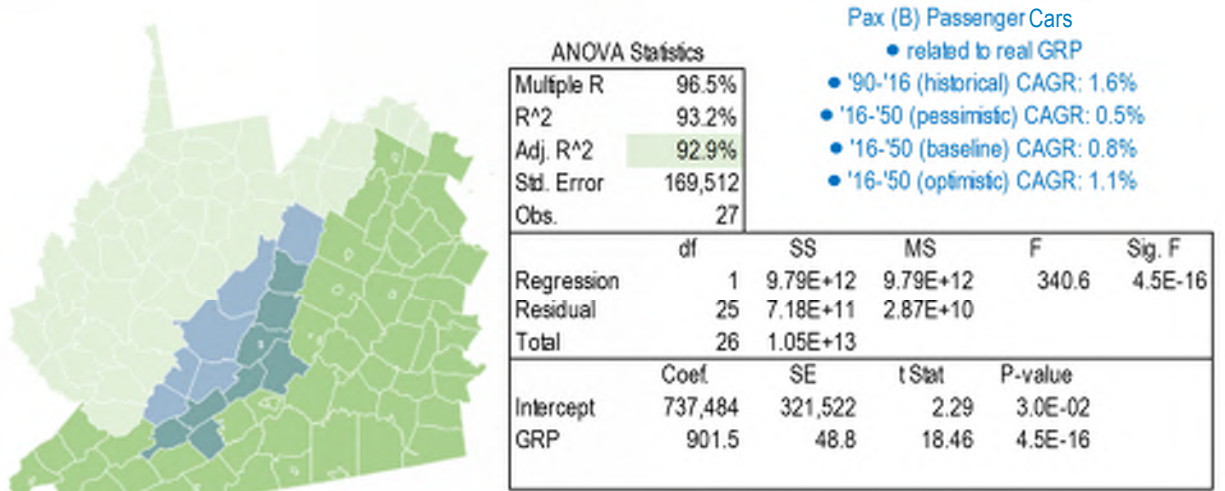 Pax (B) Passenger Cars
• related to real GRP
• '90-'16 (historical) CAGR: 1.6%
• '16-'50 (pessimistic) CAGR: 0.5%
• '16-'50 (baseline) CAGR: 0.8%
• '16-'50 (optimistic) CAGR: 1.1%
ANOVA Statistics
Multiple R 96.5%
R^2 93.2%
Adj. R^2 92.9%
Std. Error 169,512
Obs. 27
df SS MS F Sig. F
Regression 1 9.79E+12 9.79E+12 340.6 4.5E-16
Residual 25 7.18E+11 2.87E+10
Total 26 1.05E+13
Coef. SE t Stat P-value
Intercept 737,484 321,522 2.29 3.0E-02
GRP 901.5 48.8 18.46 4.5E-16